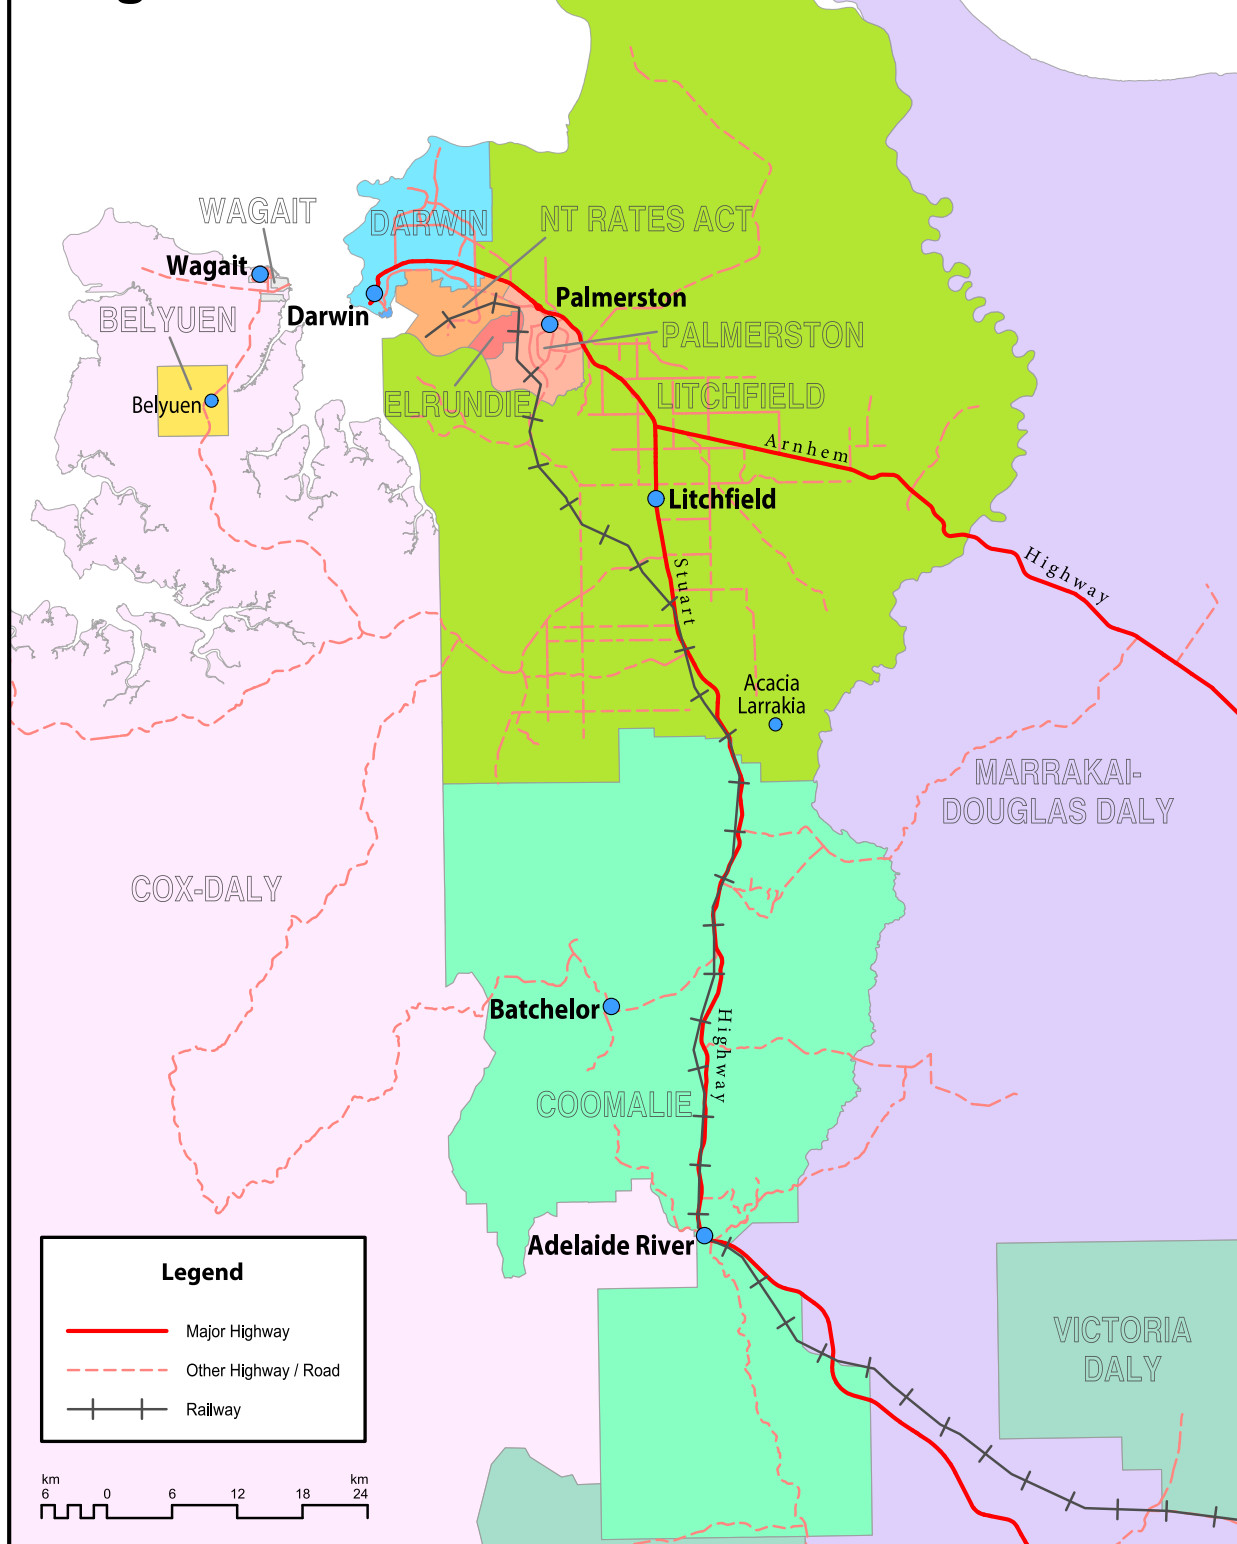 g
WAGAIT
DARWIN
NT RATES ACT
Wagait
Darwin
Palmerston
BELYUEN
PALMERSTON
Belyuen
ELRUNDIE
LITCHFIELD
Arnhem
Litchfield
Highway
Stuart
Acacia
Larrakia
MARRAKAI-
DOUGLAS DALY
COX-DALY
Batchelor
Highway
COOMALIE
Adelaide River
VICTORIA
DALY
Legend
Major Highway
Other Highway / Road
Railway
km km
6 0 6 12 18 24